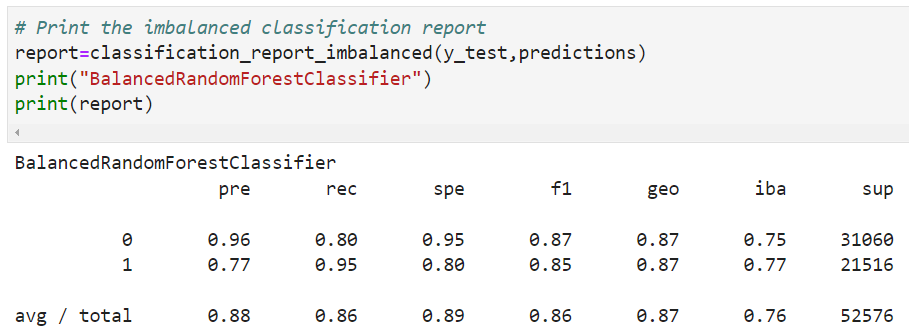 # Print the imbalanced classification report
report=classification_report_imbalanced(y_test,predictions)
print("BalancedRandomForestClassifier")
print(report)
BalancedRandomForestClassifier
pre rec spe f1 geo iba sup
0 0.96 0.80 0.95 0.87 0.87 0.75 31060
1 0.77 0.95 0.80 0.85 0.87 0.77 21516
avg / total 0.88 0.86 0.89 0.86 0.87 0.76 52576